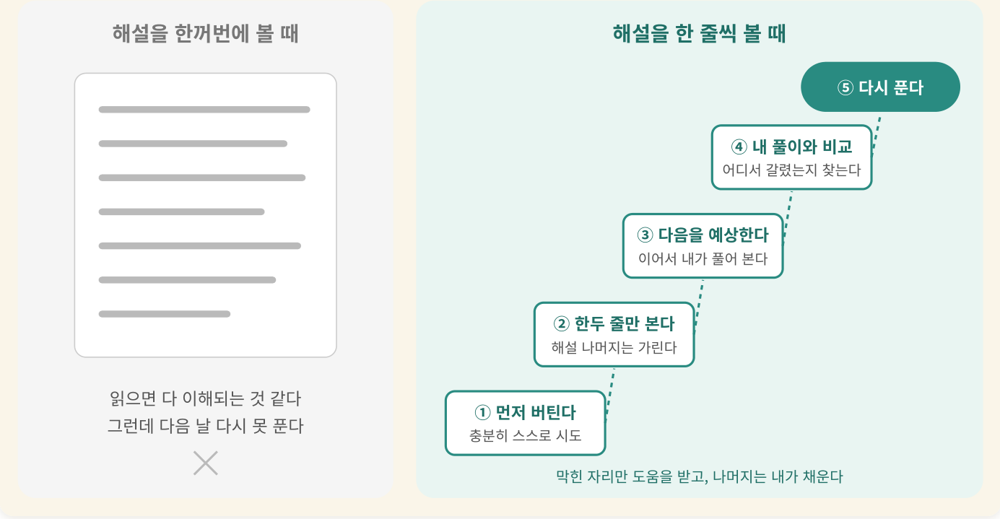 해설을 한꺼번에 볼 때
읽으면 다 이해되는 것 같다
그런데 다음 날 다시 못 푼다
해설을 한 줄씩 볼 때
⑤ 다시 푼다
④ 내 풀이와 비교
어디서 갈렸는지 찾는다
③ 다음을 예상한다
이어서 내가 풀어 본다
② 한두 줄만 본다
해설 나머지는 가린다
① 먼저 버틴다
충분히 스스로 시도
막힌 자리만 도움을 받고, 나머지는 내가 채운다